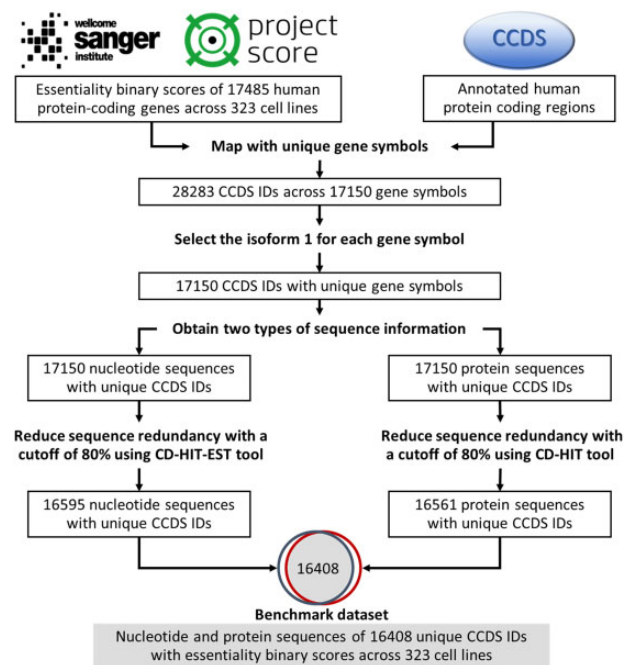 wellcome
sanger
institute
project
score
CCDS
Essentiality binary scores of 17485 human
protein-coding genes across 323 cell lines
Annotated human
protein coding regions
Map with unique gene symbols
28283 CCDS IDs across 17150 gene symbols
Select the isoform 1 for each gene symbol
17150 CCDS IDs with unique gene symbols
Obtain two types of sequence information
17150 nucleotide sequences
with unique CCDS IDs
17150 protein sequences
with unique CCDS IDs
Reduce sequence redundancy with a
cutoff of 80% using CD-HIT-EST tool
Reduce sequence redundancy with
a cutoff of 80% using CD-HIT tool
16595 nucleotide sequences
with unique CCDS IDs
16561 protein sequences
with unique CCDS IDs
16408
Benchmark dataset
Nucleotide and protein sequences of 16408 unique CCDS IDs
with essentiality binary scores across 323 cell lines